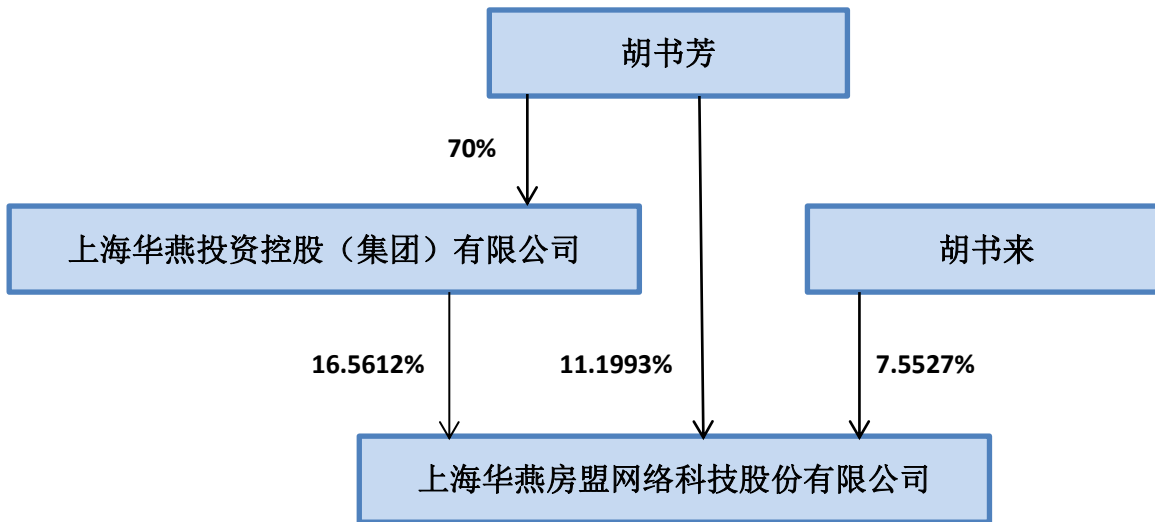 胡书芳
70%
上海华燕投资控股（集团）有限公司
胡书来
16.5612%
11.1993%
7.5527%
上海华燕房盟网络科技股份有限公司